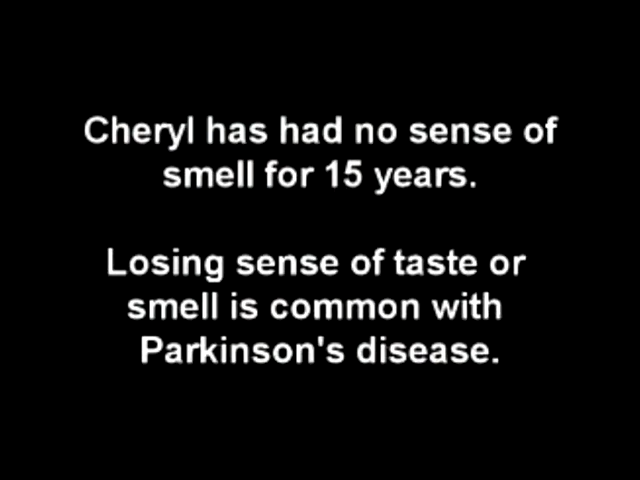 Cheryl has had no sense of
smell for 15 years.
Losing sense of taste or
smell is common with
Parkinson's disease.